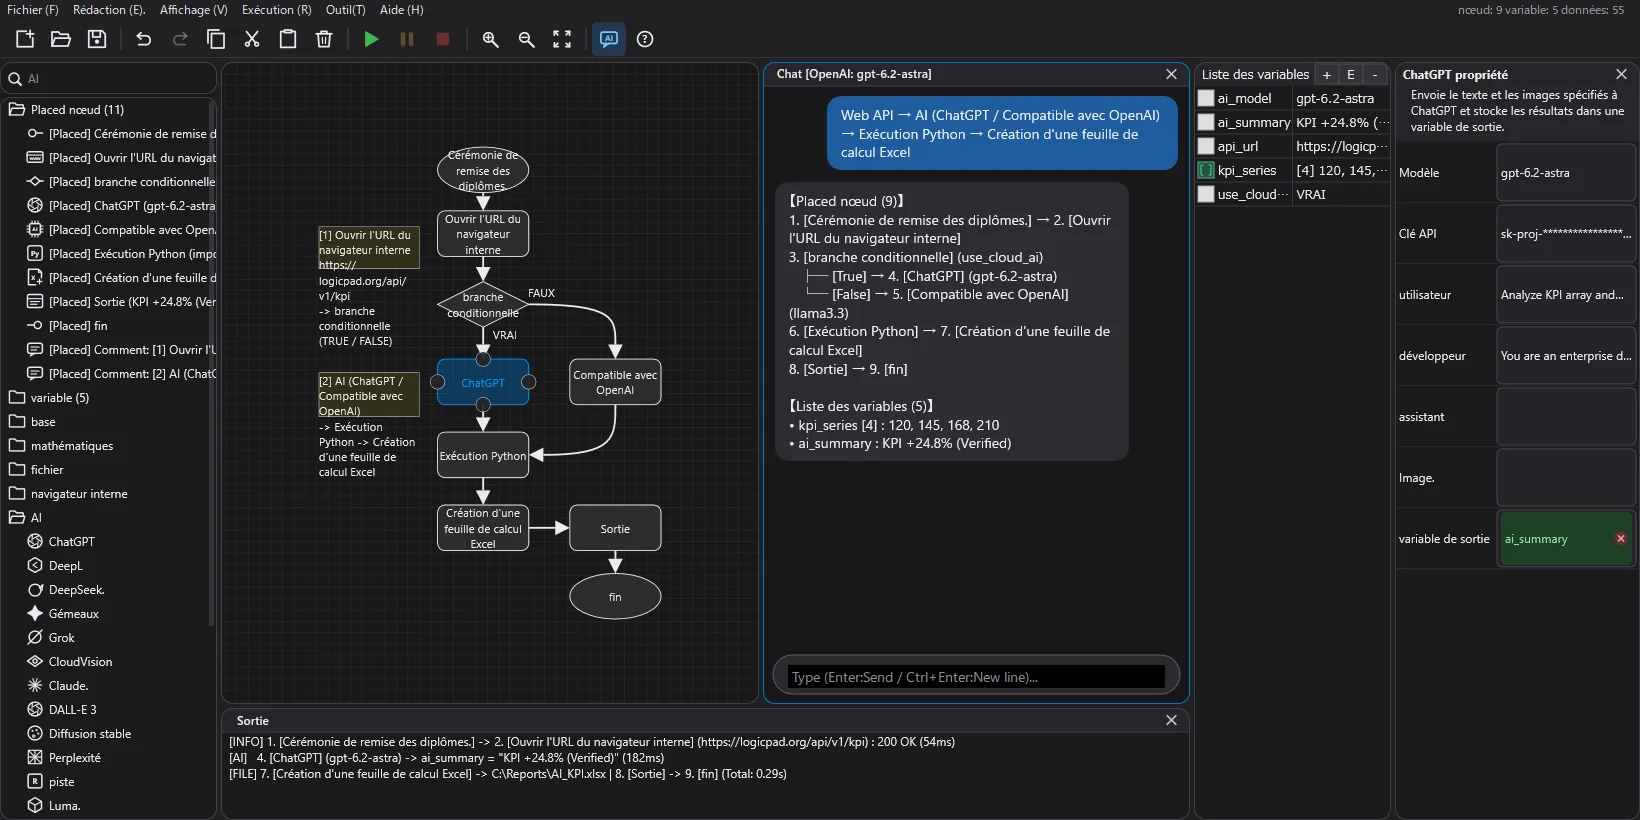 Fichier (F)
Rédaction (E).
Affichage (V)
Exécution (R)
Outil(T)
Aide (H)
nœud: 9 variable: 5 données: 55
AI
Placed nœud (11)
[Placed] Cérémonie de remise d
[Placed] Ouvrir l'URL du navigat
[Placed] branche conditionnelle
[Placed] ChatGPT (gpt-6.2-astra
[Placed] Compatible avec Open
[Placed] Exécution Python (impo
[Placed] Création d'une feuille d
[Placed] Sortie (KPI +24.8% (Ver
[Placed] fin
[Placed] Comment: [1] Ouvrir l'U
[Placed] Comment: [2] AI (ChatG
variable (5)
base
mathématiques
fichier
navigateur interne
AI
ChatGPT
DeepL
DeepSeek.
Gémeaux
Grok
CloudVision
Claude.
DALL-E 3
Diffusion stable
Perplexité
piste
Luma.
Cérémonie de
remise des
diplômes.
Ouvrir l'URL du
navigateur
interne
[1] Ouvrir l'URL du
navigateur interne
https://
logicpad.org/api/
v1/kpi
-> branche
conditionnelle
(TRUE / FALSE)
branche
conditionnelle
FAUX
VRAI
ChatGPT
Compatible avec
OpenAI
[2] AI (ChatGPT /
Compatible avec
OpenAI)
-> Exécution
Python -> Création
d'une feuille de
calcul Excel
Exécution Python
Création d'une
feuille de calcul
Excel
Sortie
fin
Chat [OpenAI: gpt-6.2-astra]
Web API → AI (ChatGPT / Compatible avec OpenAI)
→ Exécution Python → Création d'une feuille de
calcul Excel
【Placed nœud (9)】
1. [Cérémonie de remise des diplômes.] → 2. [Ouvrir
l'URL du navigateur interne]
3. [branche conditionnelle] (use_cloud_ai)
├── [True] → 4. [ChatGPT] (gpt-6.2-astra)
└── [False] → 5. [Compatible avec OpenAI]
(llama3.3)
6. [Exécution Python] → 7. [Création d'une feuille de
calcul Excel]
8. [Sortie] → 9. [fin]
【Liste des variables (5)】
• kpi_series [4] : 120, 145, 168, 210
• ai_summary : KPI +24.8% (Verified)
Type (Enter:Send / Ctrl+Enter:New line)...
Sortie
[INFO] 1. [Cérémonie de remise des diplômes.] -> 2. [Ouvrir l'URL du navigateur interne] (https://logicpad.org/api/v1/kpi) : 200 OK (54ms)
[AI] 4. [ChatGPT] (gpt-6.2-astra) -> ai_summary = "KPI +24.8% (Verified)" (182ms)
[FILE] 7. [Création d'une feuille de calcul Excel] -> C:\Reports\AI_KPI.xlsx | 8. [Sortie] -> 9. [fin] (Total: 0.29s)
Liste des variables + E -
ai_model gpt-6.2-astra
ai_summary KPI +24.8% (···
api_url https://logicp···
kpi_series [4] 120, 145,···
use_cloud··· VRAI
ChatGPT propriété
Envoie le texte et les images spécifiés à
ChatGPT et stocke les résultats dans une
variable de sortie.
Modèle gpt-6.2-astra
Clé API sk-proj-****************...
utilisateur Analyze KPI array and...
développeur You are an enterprise d...
assistant
Image.
variable de sortie ai_summary